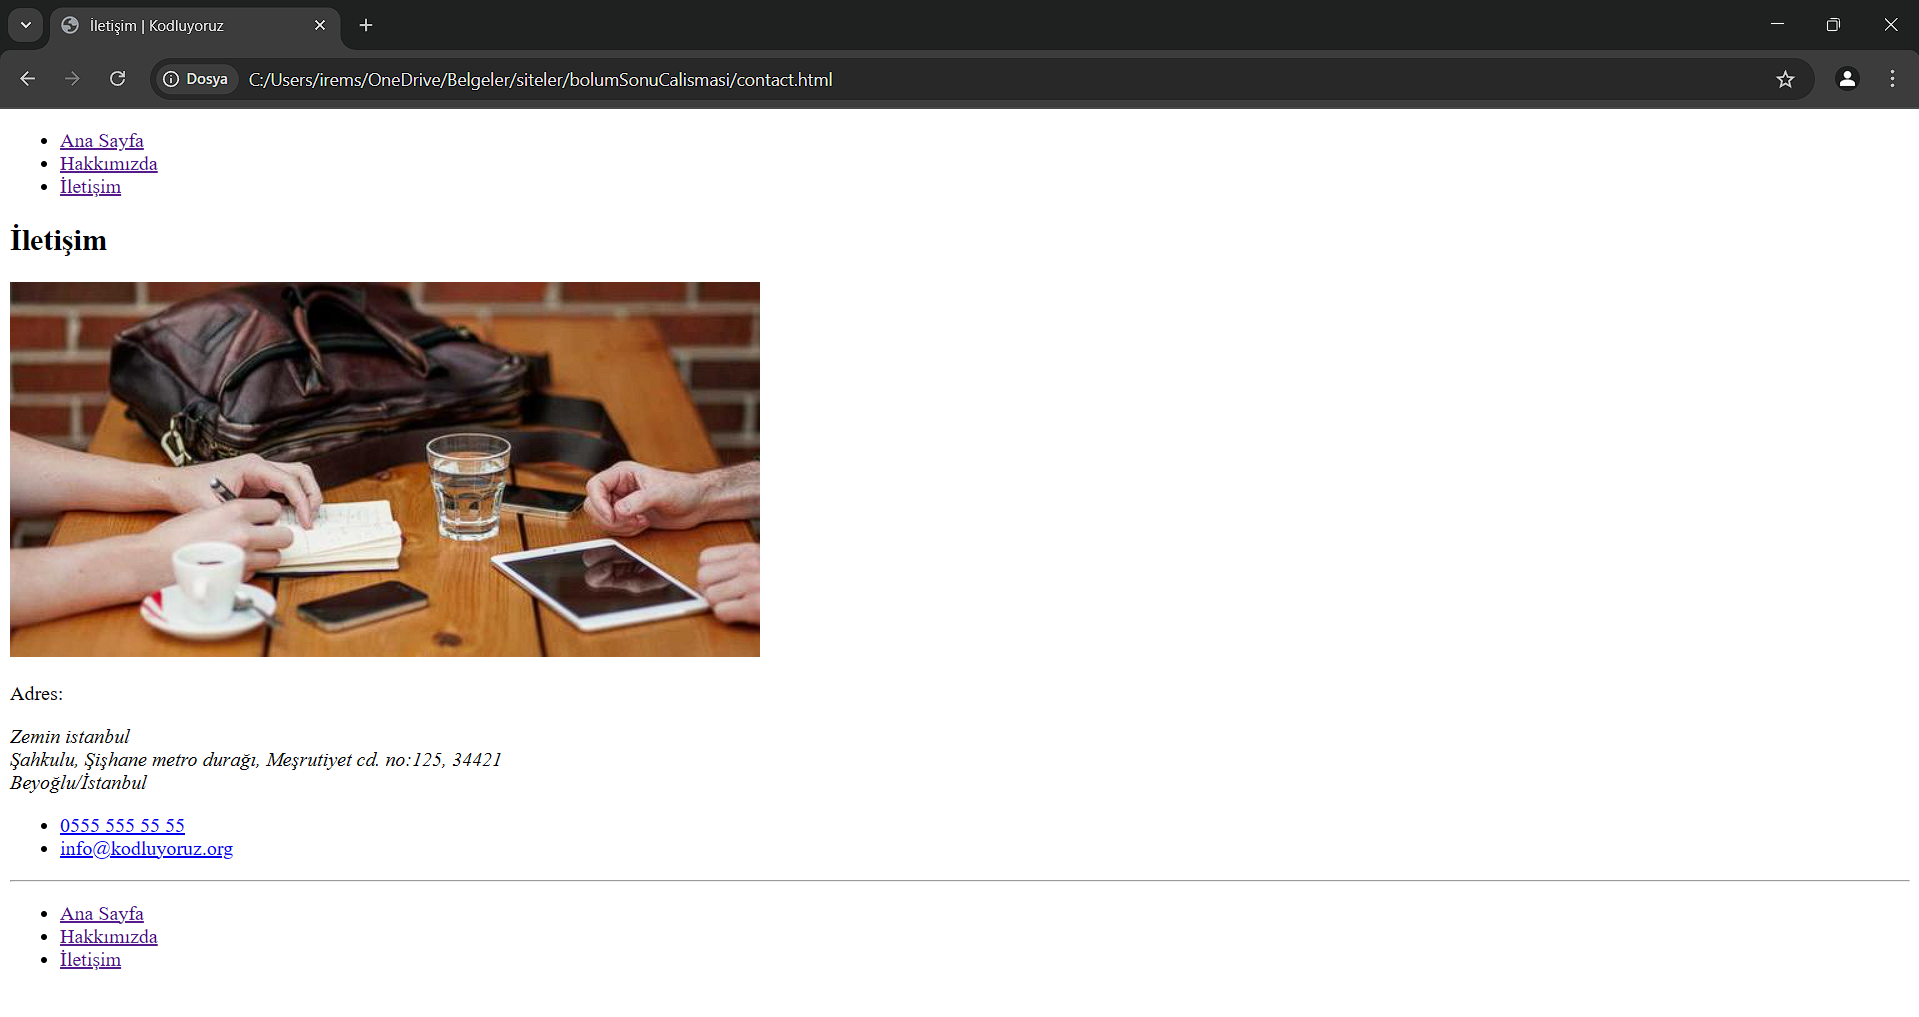 İletişim | Kodluyoruz
Dosya
C:/Users/irems/OneDrive/Belgeler/siteler/bolumSonuCalismasi/contact.html
Ana Sayfa
Hakkımızda
İletişim
İletişim
Adres:
Zemin istanbul
Şahkulu, Şişhane metro durağı, Meşrutiyet cd. no:125, 34421
Beyoğlu/İstanbul
0555 555 55 55
info@kodluyoruz.org
Ana Sayfa
Hakkımızda
İletişim